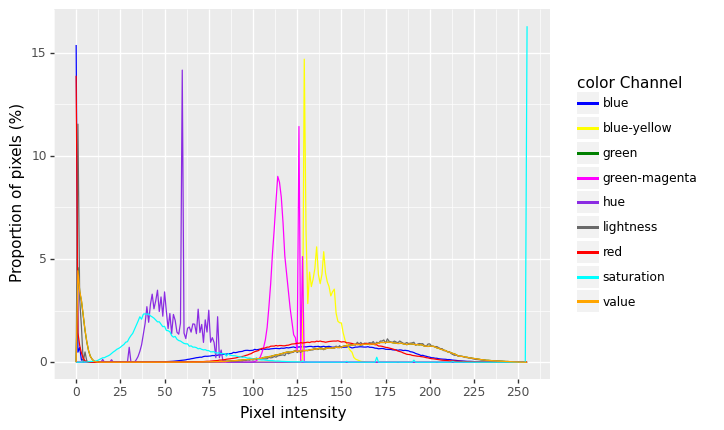 Proportion of pixels (%)
15
10
5
0
0 25 50 75 100 125 150 175 200 225 250
Pixel intensity
color Channel
blue
blue-yellow
green
green-magenta
hue
lightness
red
saturation
value